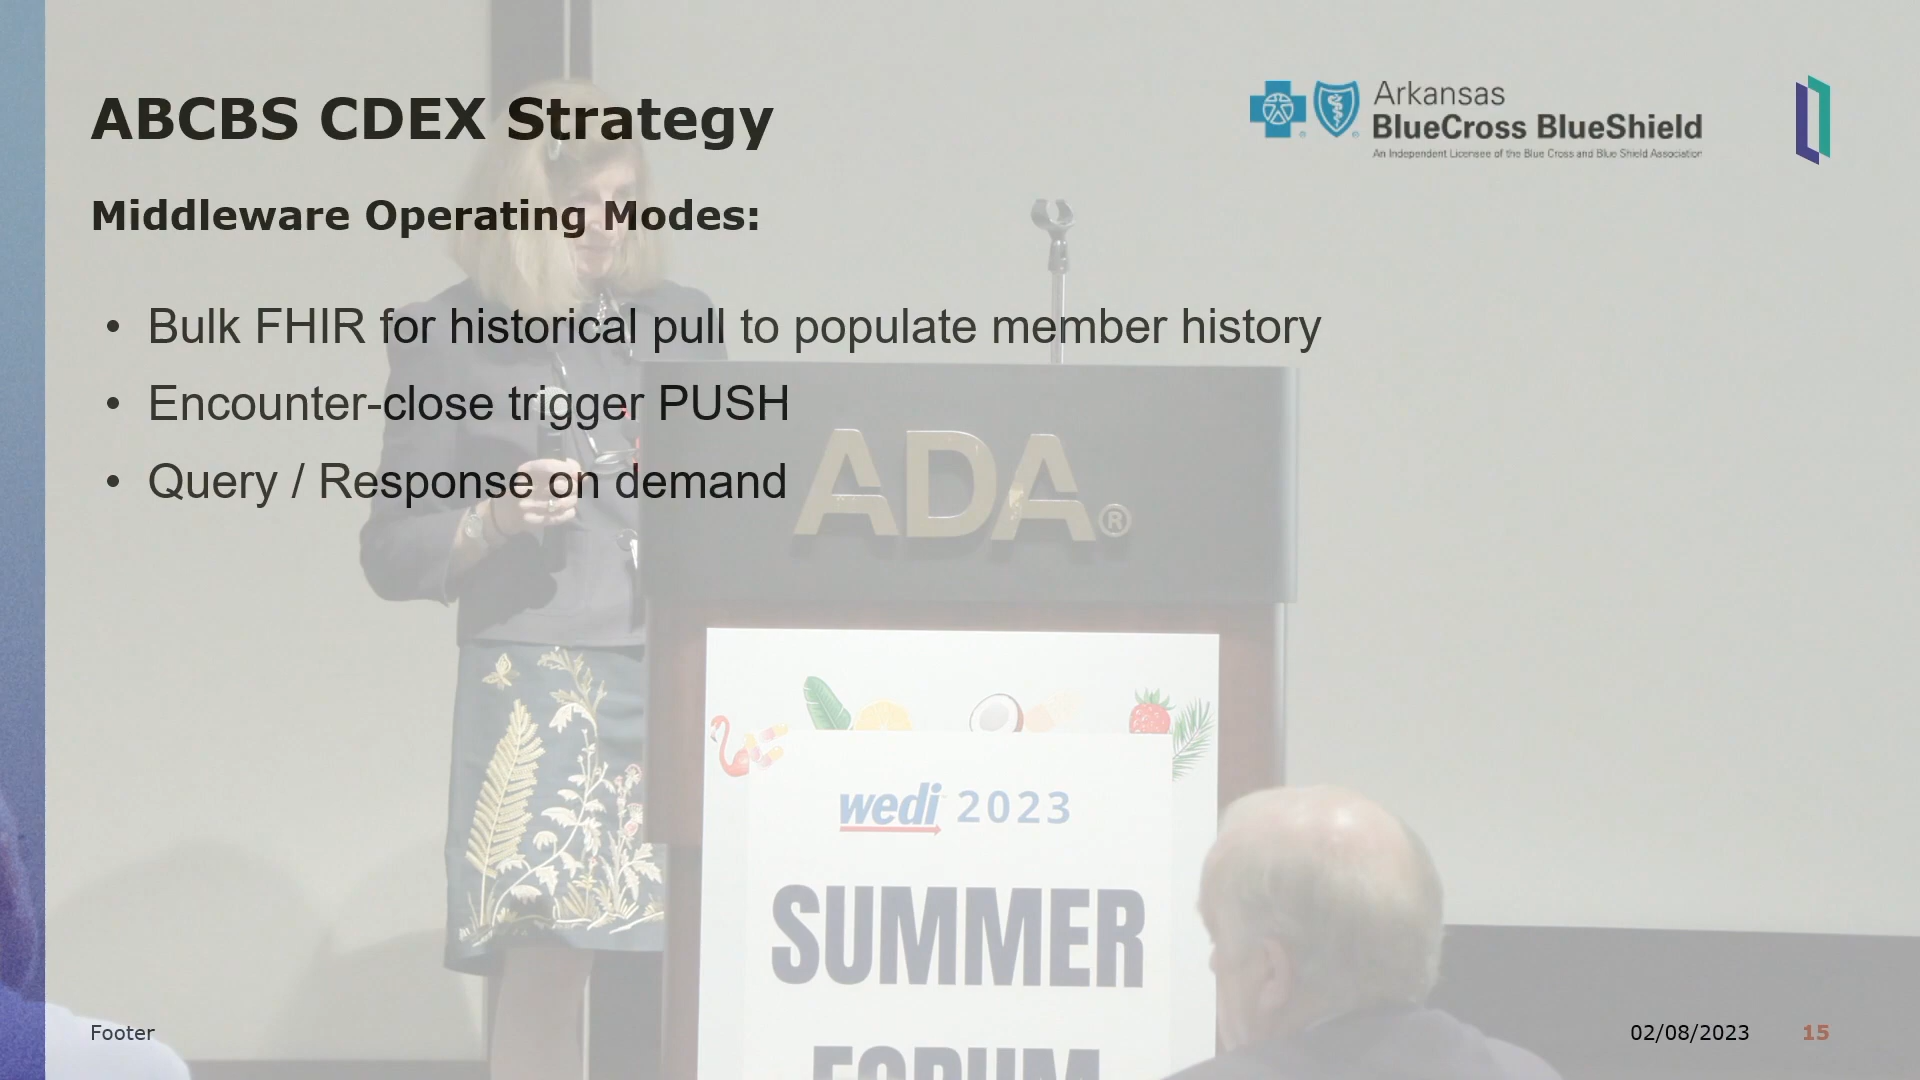 ABCBS CDEX Strategy
Arkansas
BlueCross BlueShield
An Independent Licensee of the Blue Cross and Blue Shield Association
Middleware Operating Modes:
• Bulk FHIR for historical pull to populate member history
• Encounter-close trigger PUSH
• Query / Response on demand
ADA®
wedi 2023
SUMMER
FORUM
Footer
02/08/2023
15